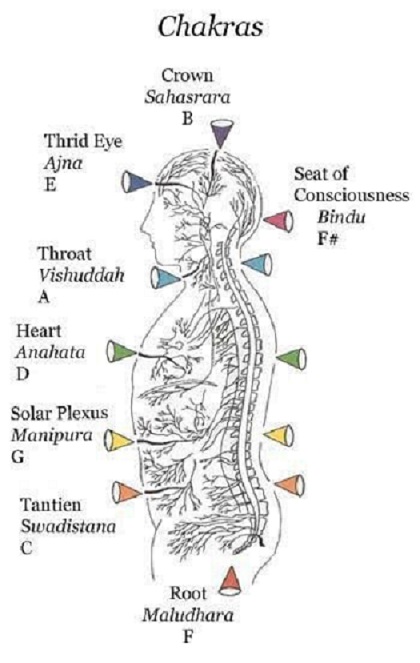 Chakras
Crown
Sahasrara
B
Thrid Eye
Ajna
E
Seat of
Consciousness
Bindu
F#
Throat
Vishuddah
A
Heart
Anahata
D
Solar Plexus
Manipura
G
Tantien
Swadistana
C
Root
Maludhara
F